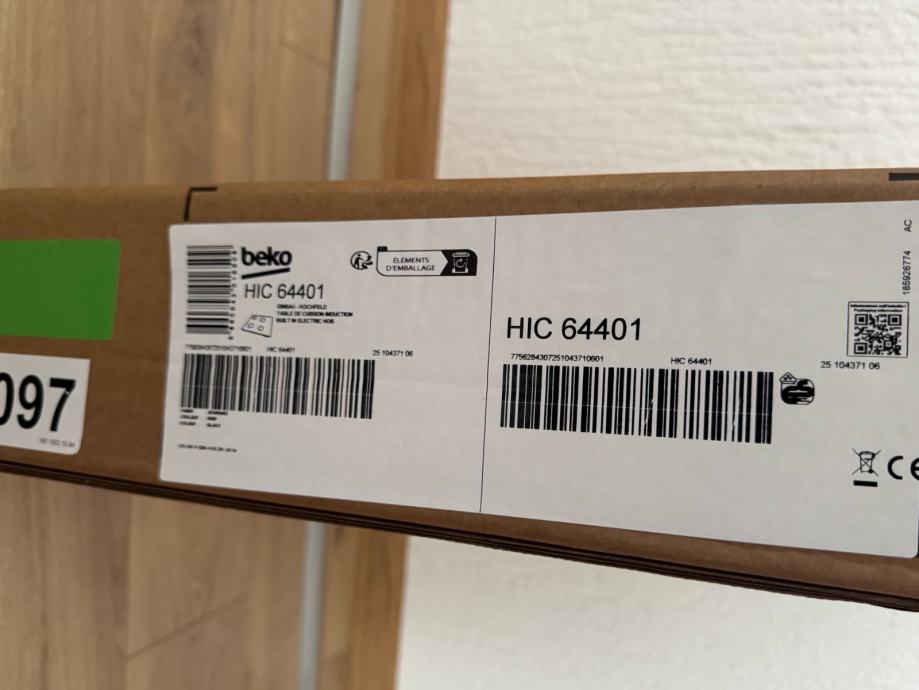 beko
HIC 64401
EINBAU - KOCHFELD
TABLE DE CUISSON INDUCTION
BUILT IN ELECTRIC HOB
ÉLÉMENTS
D'EMBALLAGE
7756284307251043710601
HIC 64401
25 104371 06
HIC 64401
7756284307251043710601
HIC 64401
25 104371 06
185926774
AC
CE
097